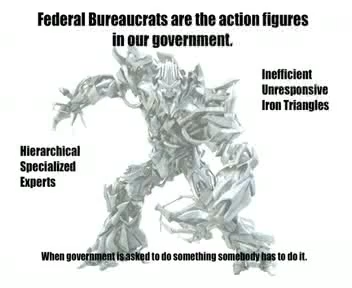 Federal Bureaucrats are the action figures
in our government.
Inefficient
Unresponsive
Iron Triangles
Hierarchical
Specialized
Experts
When government is asked to do something somebody has to do it.